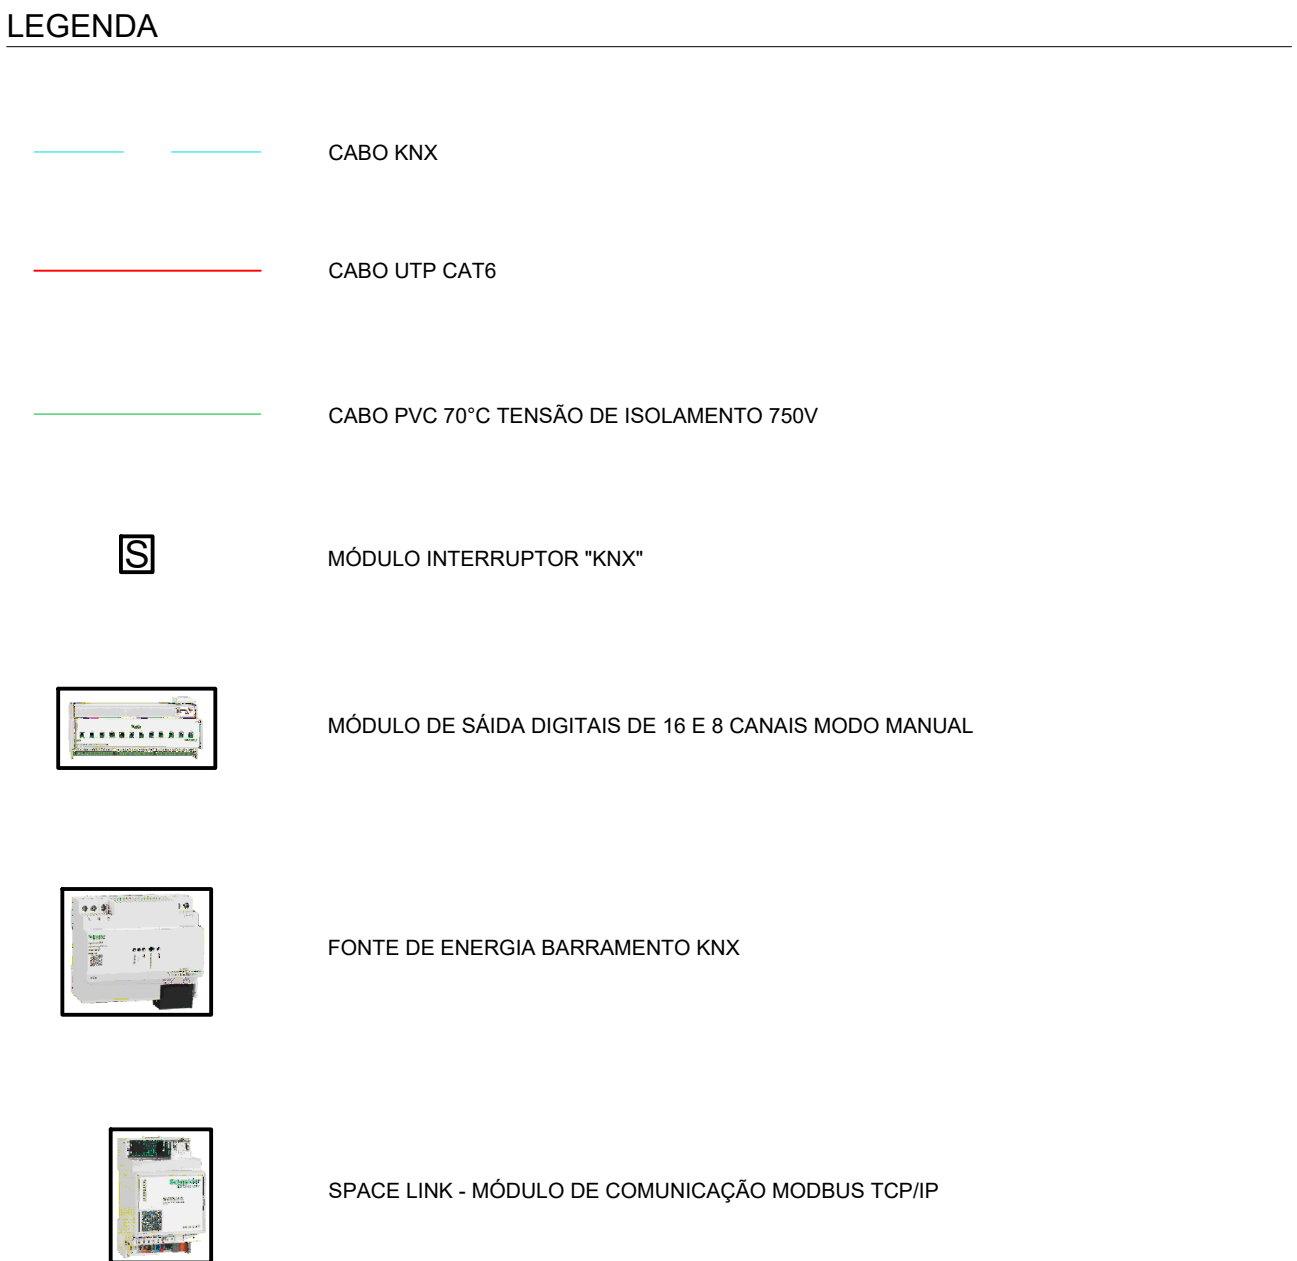 LEGENDA
CABO KNX
CABO UTP CAT6
CABO PVC 70°C TENSÃO DE ISOLAMENTO 750V
S
MÓDULO INTERRUPTOR "KNX"
MÓDULO DE SÁIDA DIGITAIS DE 16 E 8 CANAIS MODO MANUAL
FONTE DE ENERGIA BARRAMENTO KNX
Schneider
SPACE LINK - MÓDULO DE COMUNICAÇÃO MODBUS TCP/IP